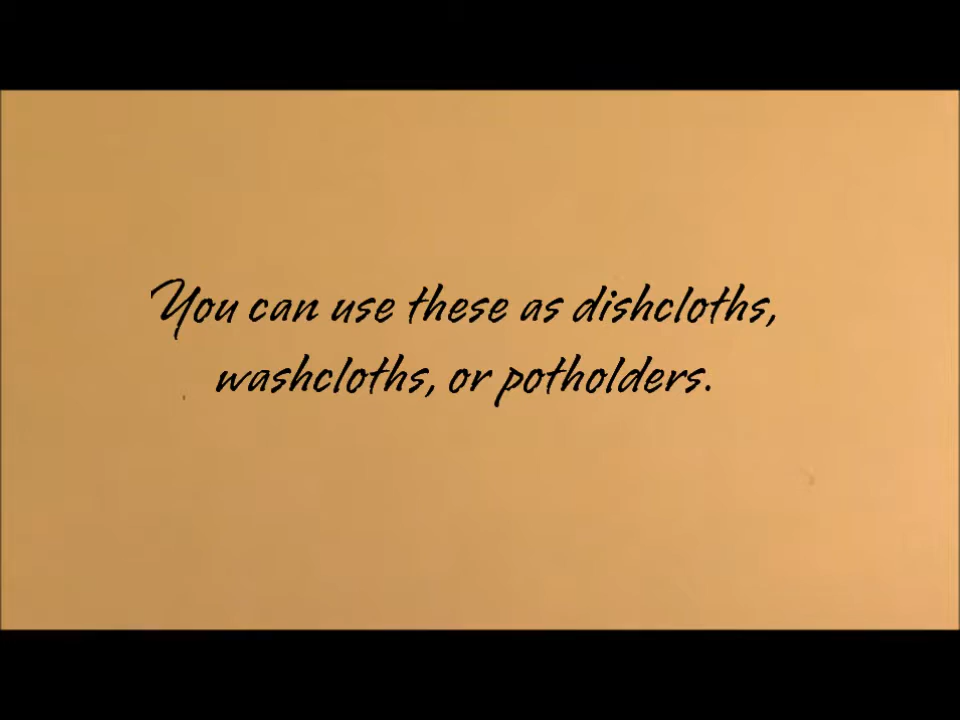 You can use these as dishcloths,
washcloths, or potholders.